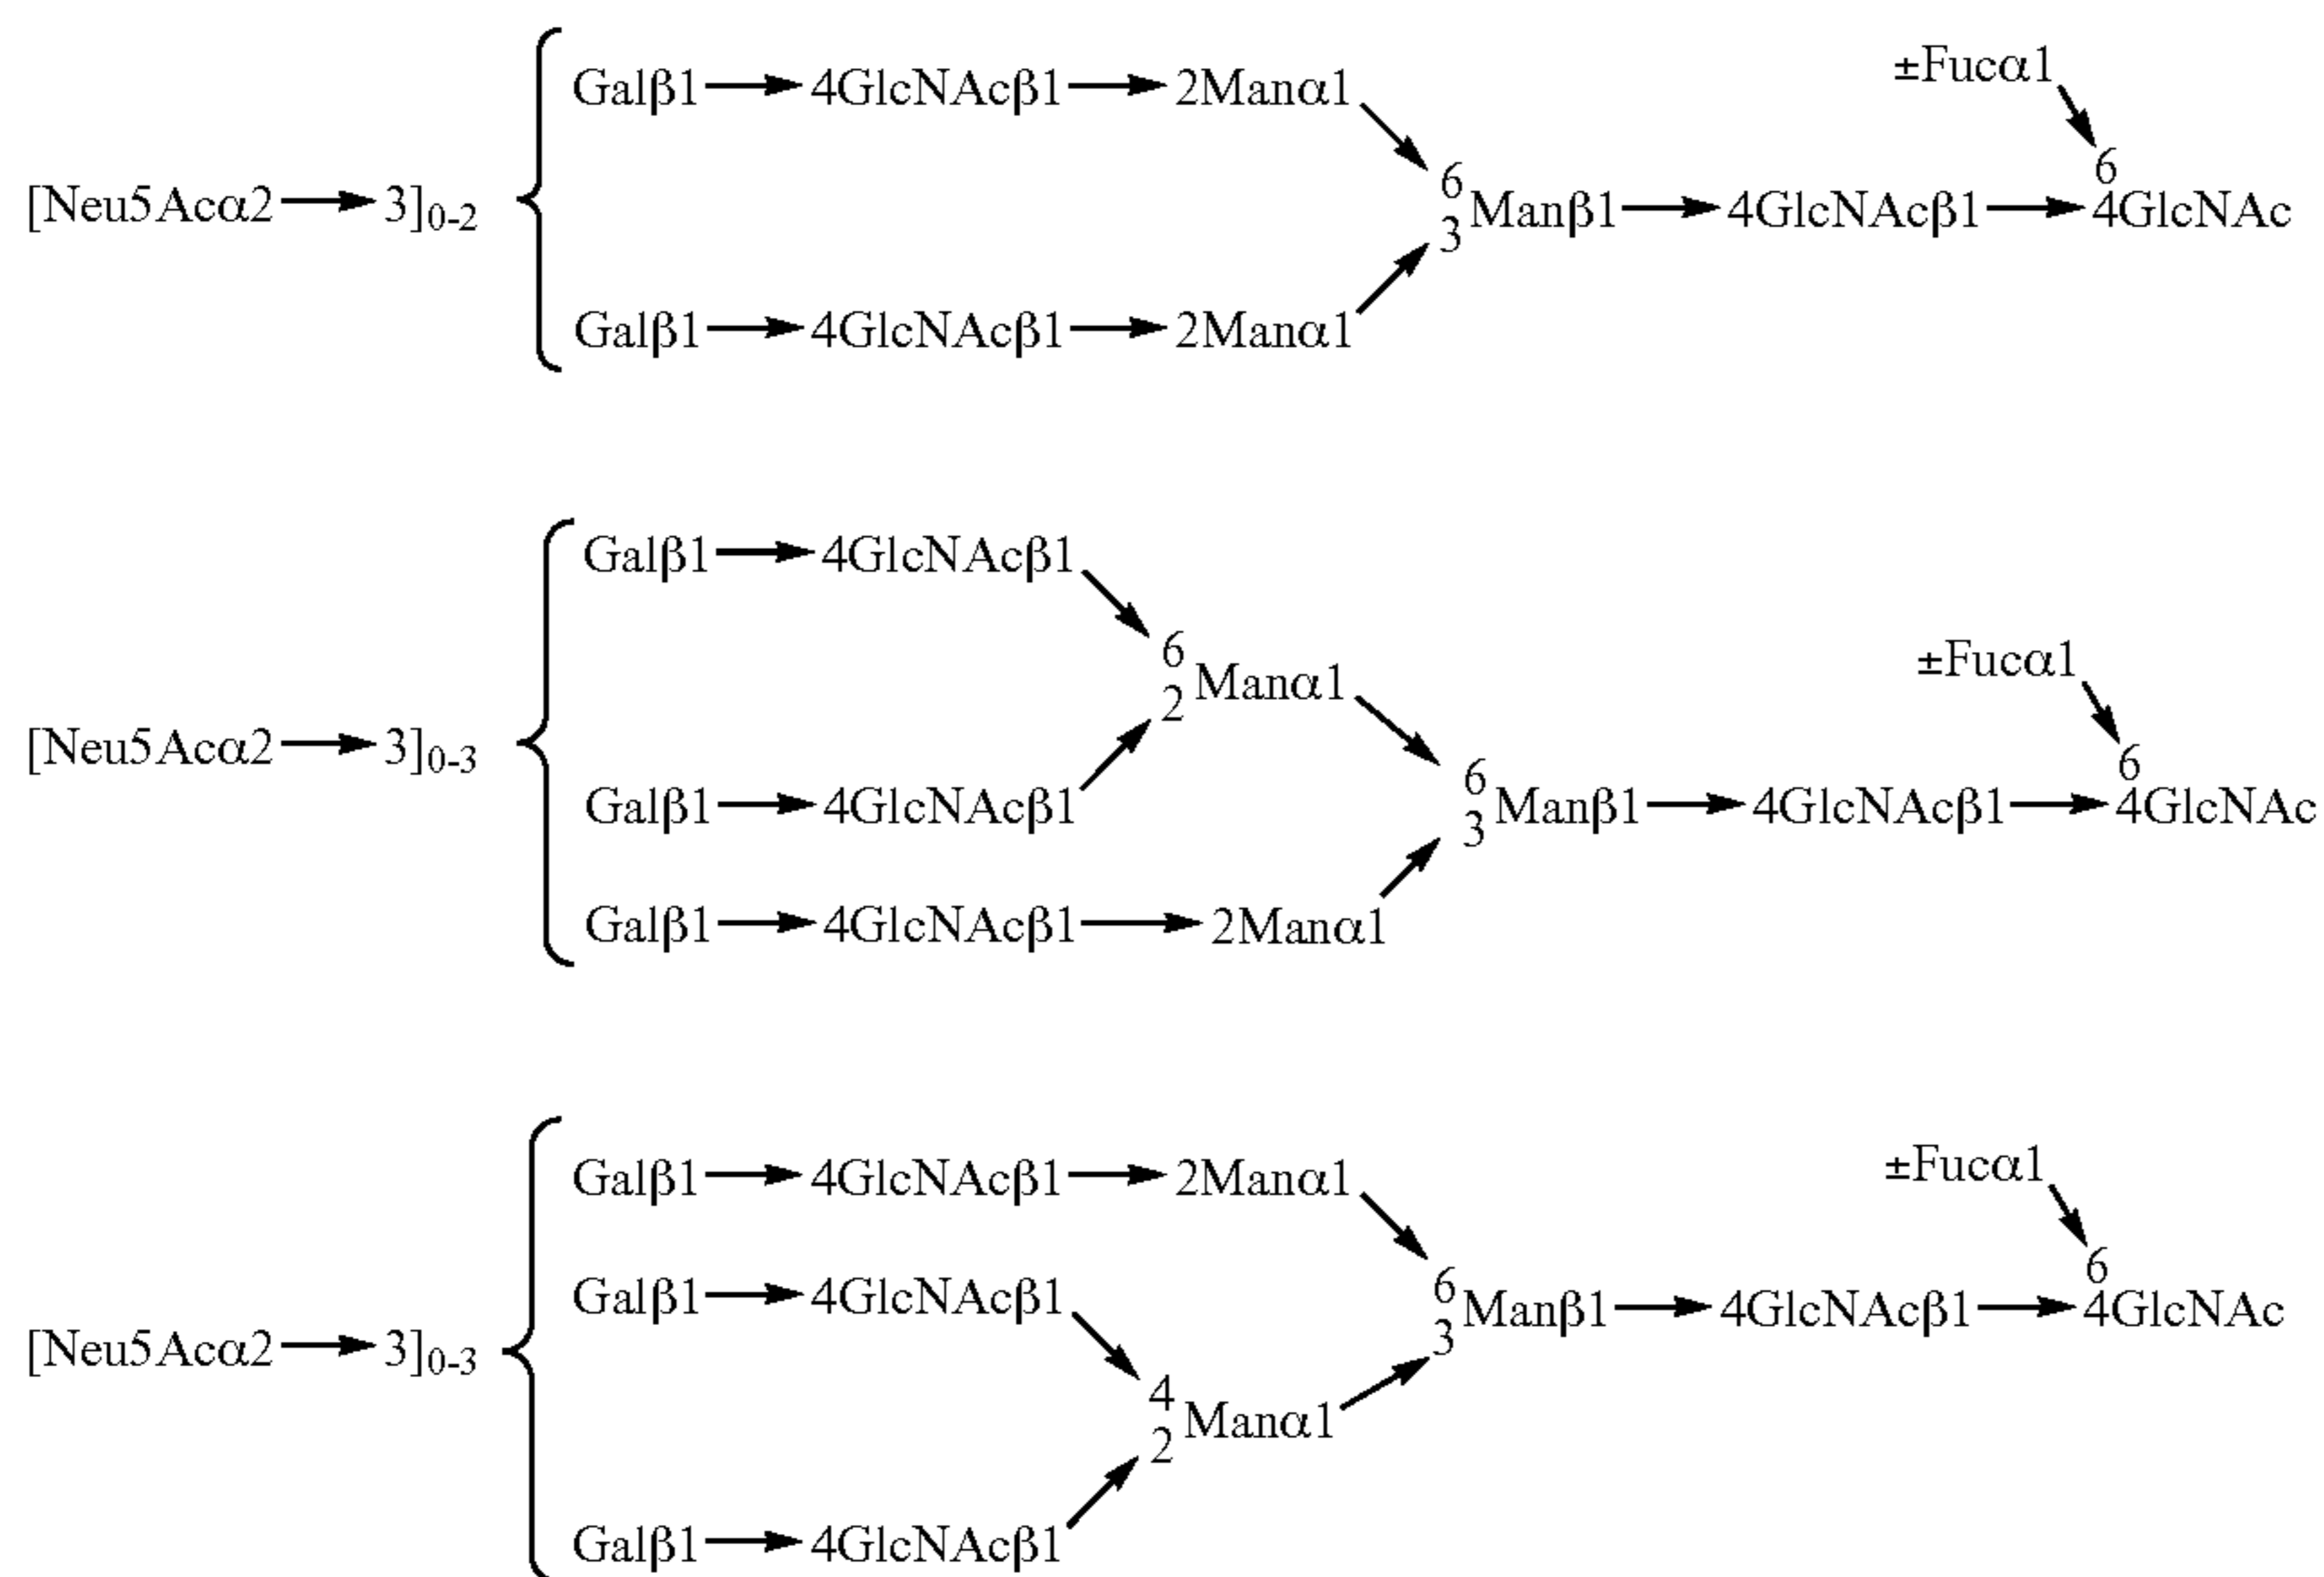 ±Fucα1
Galβ1 → 4GlcNAcβ1 → 2Manα1
6
6
[Neu5Acα2 → 3]0-2
Manβ1 → 4GlcNAcβ1 → 4GlcNAc
3
Galβ1 → 4GlcNAcβ1 → 2Manα1
Galβ1 → 4GlcNAcβ1
6
±Fucα1
Manα1
2
[Neu5Acα2 → 3]0-3
6
6
Galβ1 → 4GlcNAcβ1
Manβ1 → 4GlcNAcβ1 → 4GlcNAc
3
Galβ1 → 4GlcNAcβ1 → 2Manα1
±Fucα1
Galβ1 → 4GlcNAcβ1 → 2Manα1
6
Galβ1 → 4GlcNAcβ1
6
Manβ1 → 4GlcNAcβ1 → 4GlcNAc
3
[Neu5Acα2 → 3]0-3
4
Manα1
2
Galβ1 → 4GlcNAcβ1